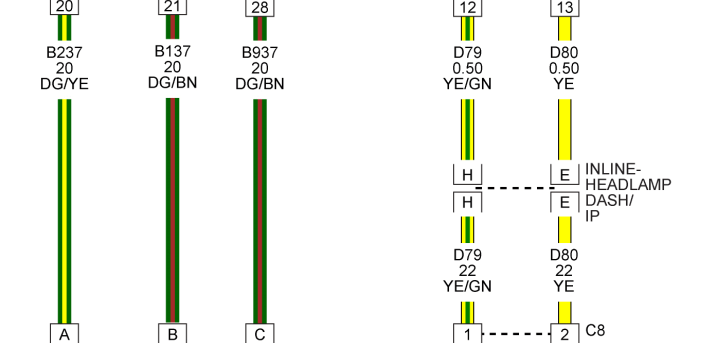 20
21
28
12
13
B237
20
DG/YE
B137
20
DG/BN
B937
20
DG/BN
D79
0.50
YE/GN
D80
0.50
YE
H
E
INLINE-
HEADLAMP
DASH/
IP
H
E
D79
22
YE/GN
D80
22
YE
A
B
C
1
2
C8